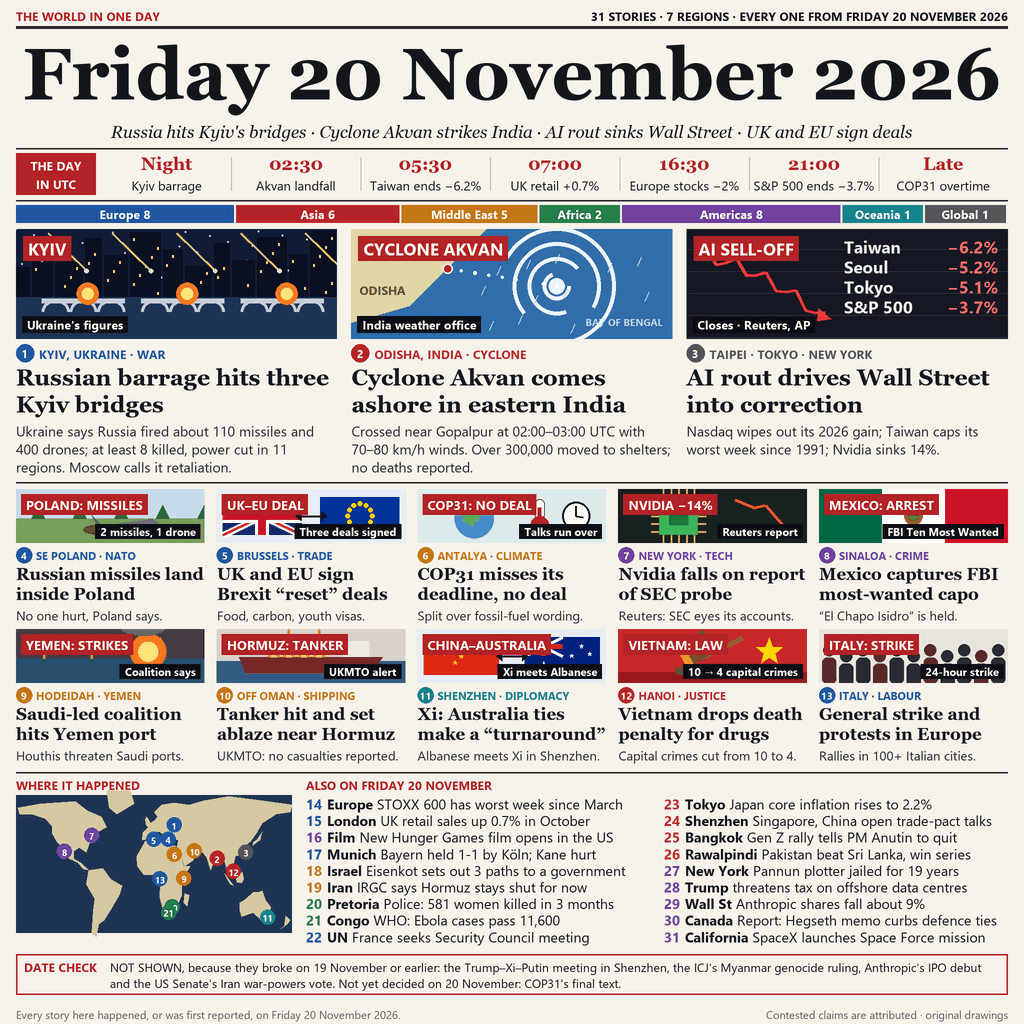 THE WORLD IN ONE DAY
31 STORIES · 7 REGIONS · EVERY ONE FROM FRIDAY 20 NOVEMBER 2026
Friday 20 November 2026
Russia hits Kyiv's bridges · Cyclone Akvan strikes India · AI rout sinks Wall Street · UK and EU sign deals
THE DAY
IN UTC
Night
Kyiv barrage
02:30
Akvan landfall
05:30
Taiwan ends −6.2%
07:00
UK retail +0.7%
16:30
Europe stocks −2%
21:00
S&P 500 ends −3.7%
Late
COP31 overtime
Europe 8
Asia 6
Middle East 5
Africa 2
Americas 8
Oceania 1
Global 1
KYIV
Ukraine's figures
1 KYIV, UKRAINE · WAR
Russian barrage hits three
Kyiv bridges
Ukraine says Russia fired about 110 missiles and
400 drones; at least 8 killed, power cut in 11
regions. Moscow calls it retaliation.
CYCLONE AKVAN
ODISHA
India weather office
BAY OF BENGAL
2 ODISHA, INDIA · CYCLONE
Cyclone Akvan comes
ashore in eastern India
Crossed near Gopalpur at 02:00–03:00 UTC with
70–80 km/h winds. Over 300,000 moved to shelters;
no deaths reported.
AI SELL-OFF
Taiwan −6.2%
Seoul −5.2%
Tokyo −5.1%
S&P 500 −3.7%
Closes · Reuters, AP
3 TAIPEI · TOKYO · NEW YORK
AI rout drives Wall Street
into correction
Nasdaq wipes out its 2026 gain; Taiwan caps its
worst week since 1991; Nvidia sinks 14%.
POLAND: MISSILES
2 missiles, 1 drone
4 SE POLAND · NATO
Russian missiles land
inside Poland
No one hurt, Poland says.
UK–EU DEAL
Three deals signed
5 BRUSSELS · TRADE
UK and EU sign
Brexit “reset” deals
Food, carbon, youth visas.
COP31: NO DEAL
Talks run over
6 ANTALYA · CLIMATE
COP31 misses its
deadline, no deal
Split over fossil-fuel wording.
NVIDIA −14%
Reuters report
7 NEW YORK · TECH
Nvidia falls on report
of SEC probe
Reuters: SEC eyes its accounts.
MEXICO: ARREST
FBI Ten Most Wanted
8 SINALOA · CRIME
Mexico captures FBI
most-wanted capo
“El Chapo Isidro” is held.
YEMEN: STRIKES
Coalition says
9 HODEIDAH · YEMEN
Saudi-led coalition
hits Yemen port
Houthis threaten Saudi ports.
HORMUZ: TANKER
UKMTO alert
10 OFF OMAN · SHIPPING
Tanker hit and set
ablaze near Hormuz
UKMTO: no casualties reported.
CHINA–AUSTRALIA
Xi meets Albanese
11 SHENZHEN · DIPLOMACY
Xi: Australia ties
make a “turnaround”
Albanese meets Xi in Shenzhen.
VIETNAM: LAW
10 → 4 capital crimes
12 HANOI · JUSTICE
Vietnam drops death
penalty for drugs
Capital crimes cut from 10 to 4.
ITALY: STRIKE
24-hour strike
13 ITALY · LABOUR
General strike and
protests in Europe
Rallies in 100+ Italian cities.
WHERE IT HAPPENED
1
7
5
4
8
6
10
2
3
13
9
12
21
11
ALSO ON FRIDAY 20 NOVEMBER
14 Europe STOXX 600 has worst week since March
15 London UK retail sales up 0.7% in October
16 Film New Hunger Games film opens in the US
17 Munich Bayern held 1-1 by Köln; Kane hurt
18 Israel Eisenkot sets out 3 paths to a government
19 Iran IRGC says Hormuz stays shut for now
20 Pretoria Police: 581 women killed in 3 months
21 Congo WHO: Ebola cases pass 11,600
22 UN France seeks Security Council meeting
23 Tokyo Japan core inflation rises to 2.2%
24 Shenzhen Singapore, China open trade-pact talks
25 Bangkok Gen Z rally tells PM Anutin to quit
26 Rawalpindi Pakistan beat Sri Lanka, win series
27 New York Pannun plotter jailed for 19 years
28 Trump threatens tax on offshore data centres
29 Wall St Anthropic shares fall about 9%
30 Canada Report: Hegseth memo curbs defence ties
31 California SpaceX launches Space Force mission
DATE CHECK
NOT SHOWN, because they broke on 19 November or earlier: the Trump–Xi–Putin meeting in Shenzhen, the ICJ's Myanmar genocide ruling, Anthropic's IPO debut
and the US Senate's Iran war-powers vote. Not yet decided on 20 November: COP31's final text.
Every story here happened, or was first reported, on Friday 20 November 2026.
Contested claims are attributed · original drawings